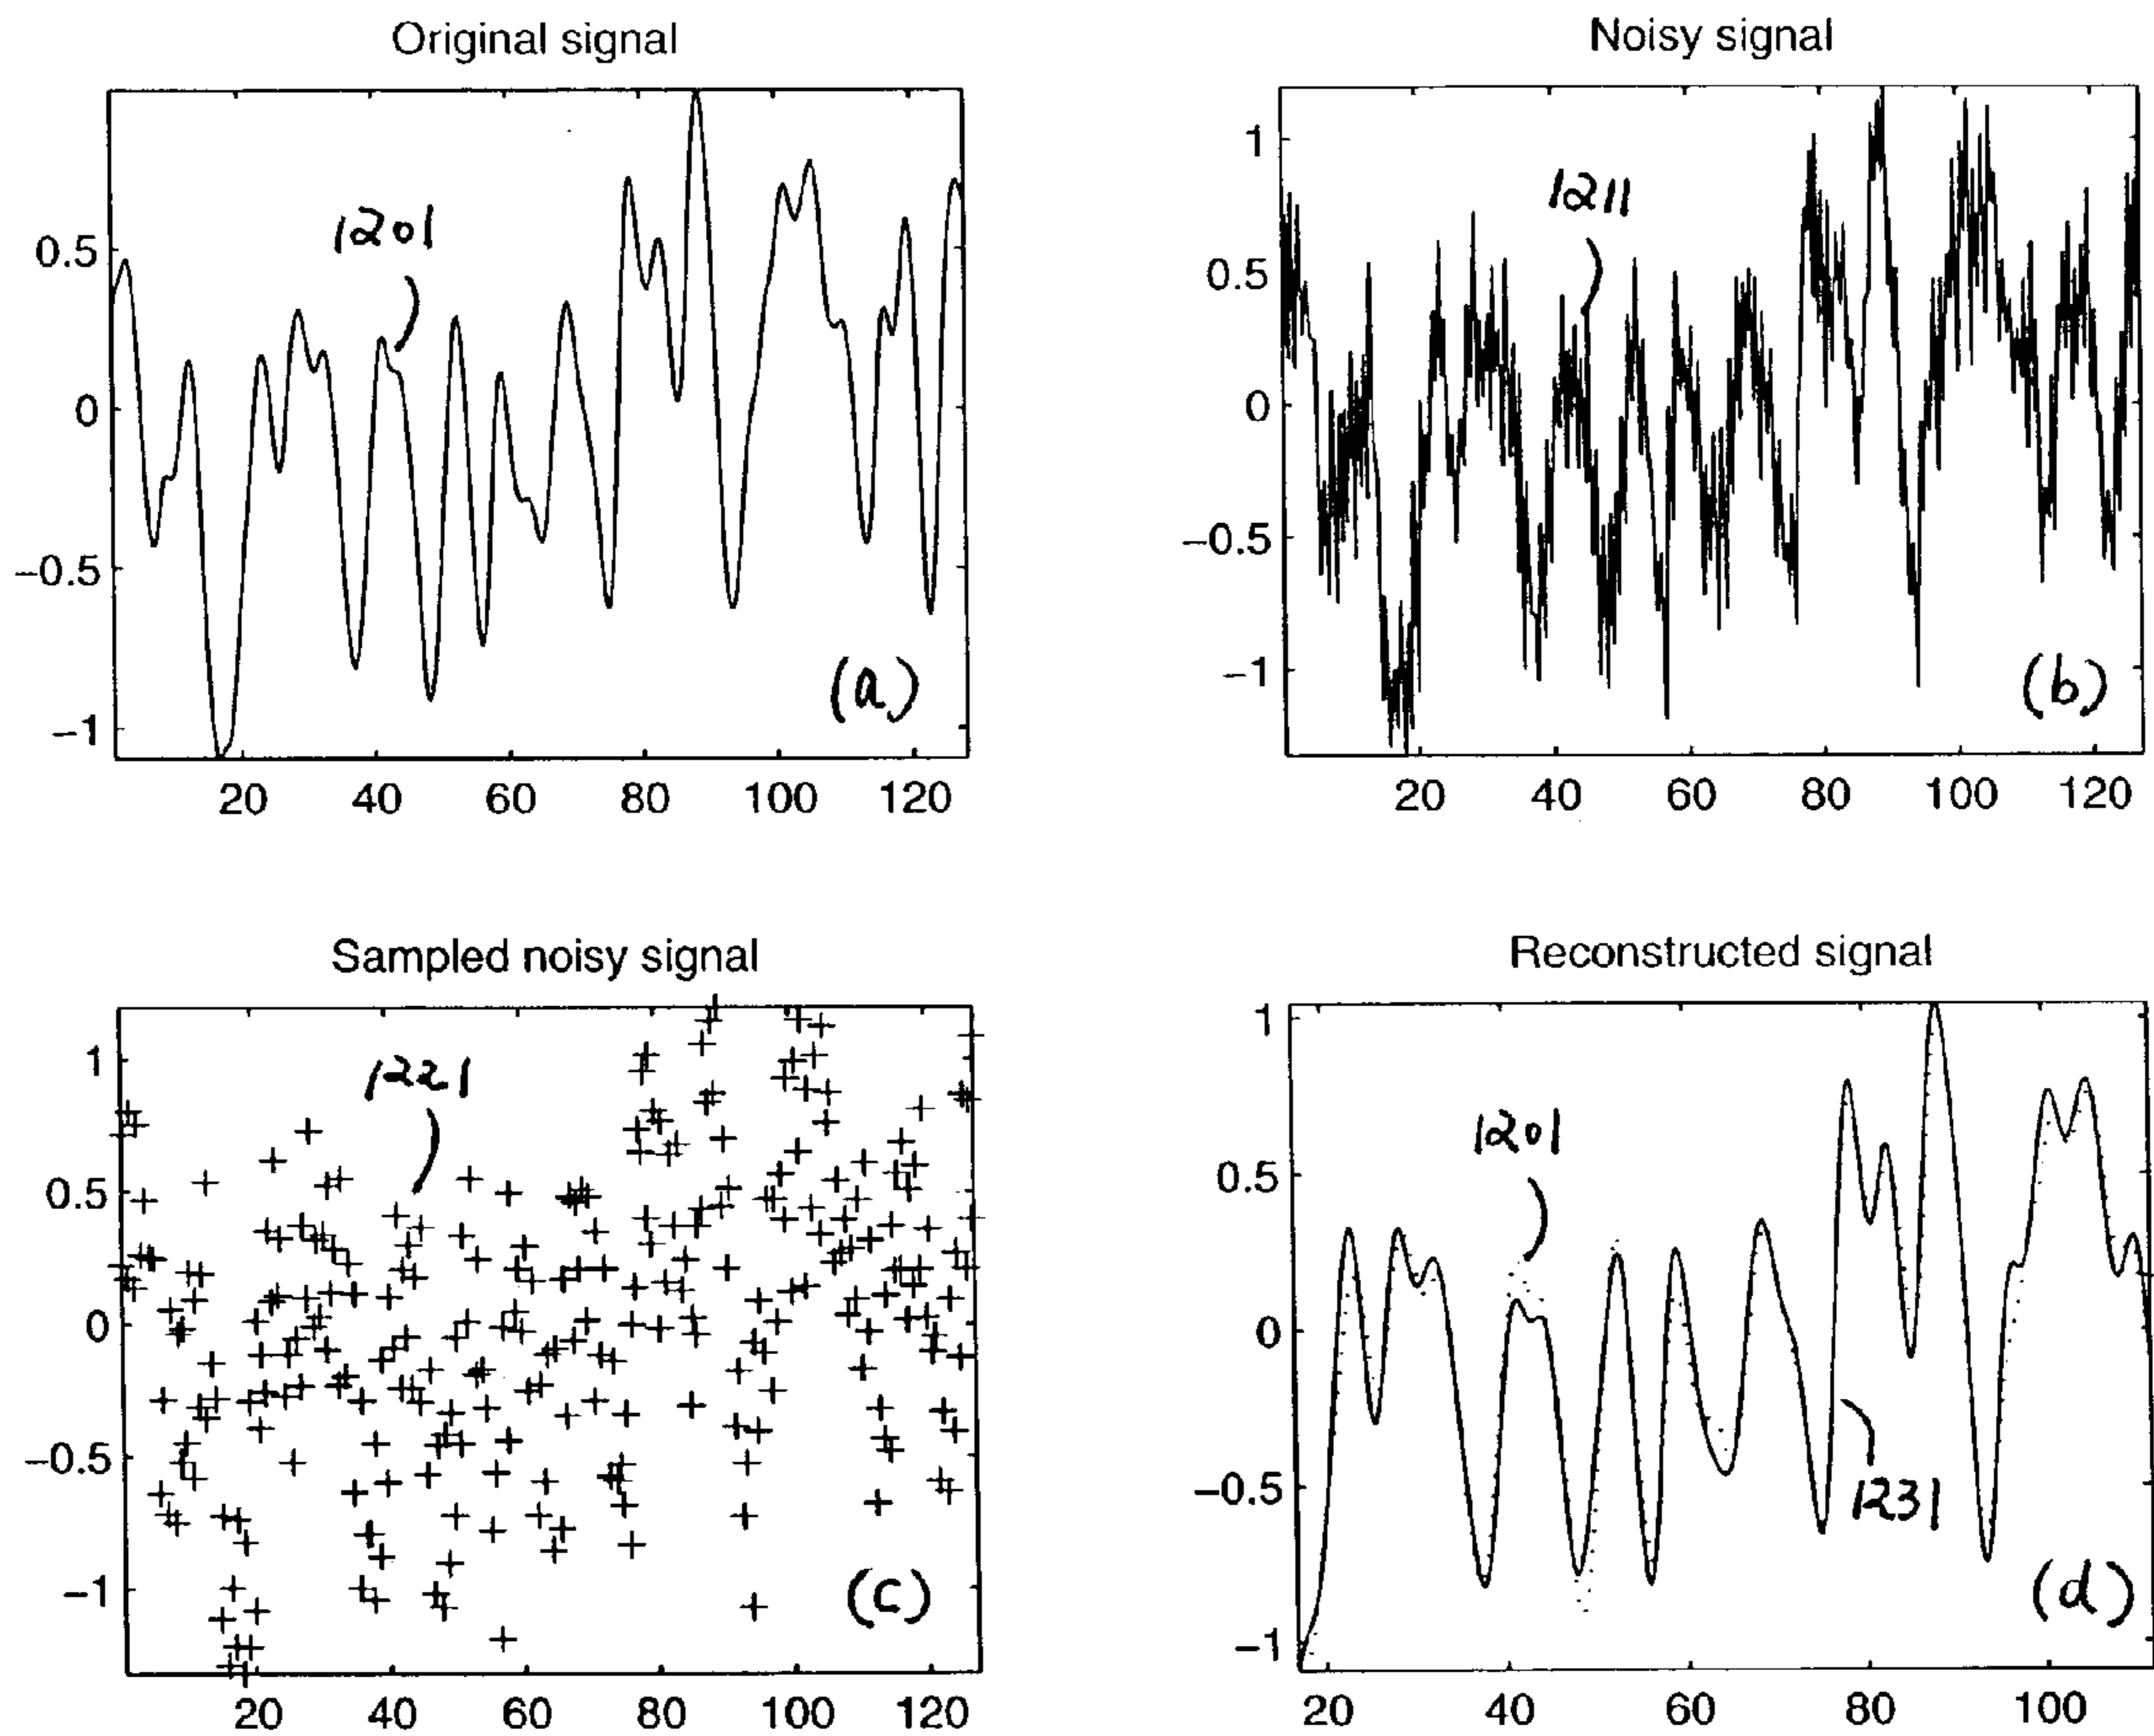 Original signal
1201
0.5
0
−0.5
−1
(a)
20 40 60 80 100 120
Noisy signal
1
1211
0.5
0
−0.5
−1
(b)
20 40 60 80 100 120
Sampled noisy signal
1
1221
0.5
0
−0.5
−1
(c)
20 40 60 80 100 120
Reconstructed signal
1
1201
0.5
0
−0.5
1231
−1
(d)
20 40 60 80 100